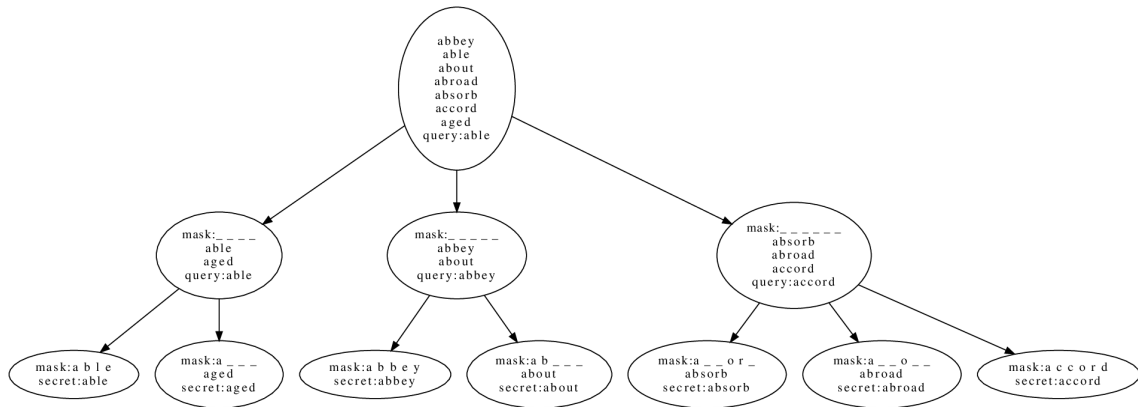 abbey
able
about
abroad
absorb
accord
aged
query:able
mask:_ _ _ _
able
aged
query:able
mask:_ _ _ _ _
abbey
about
query:abbey
mask:_ _ _ _ _ _
absorb
abroad
accord
query:accord
mask:a b l e
secret:able
mask:a _ _ _
aged
secret:aged
mask:a b b e y
secret:abbey
mask:a b _ _ _
about
secret:about
mask:a _ _ o r _
absorb
secret:absorb
mask:a _ _ o _ _
abroad
secret:abroad
mask:a c c o r d
secret:accord